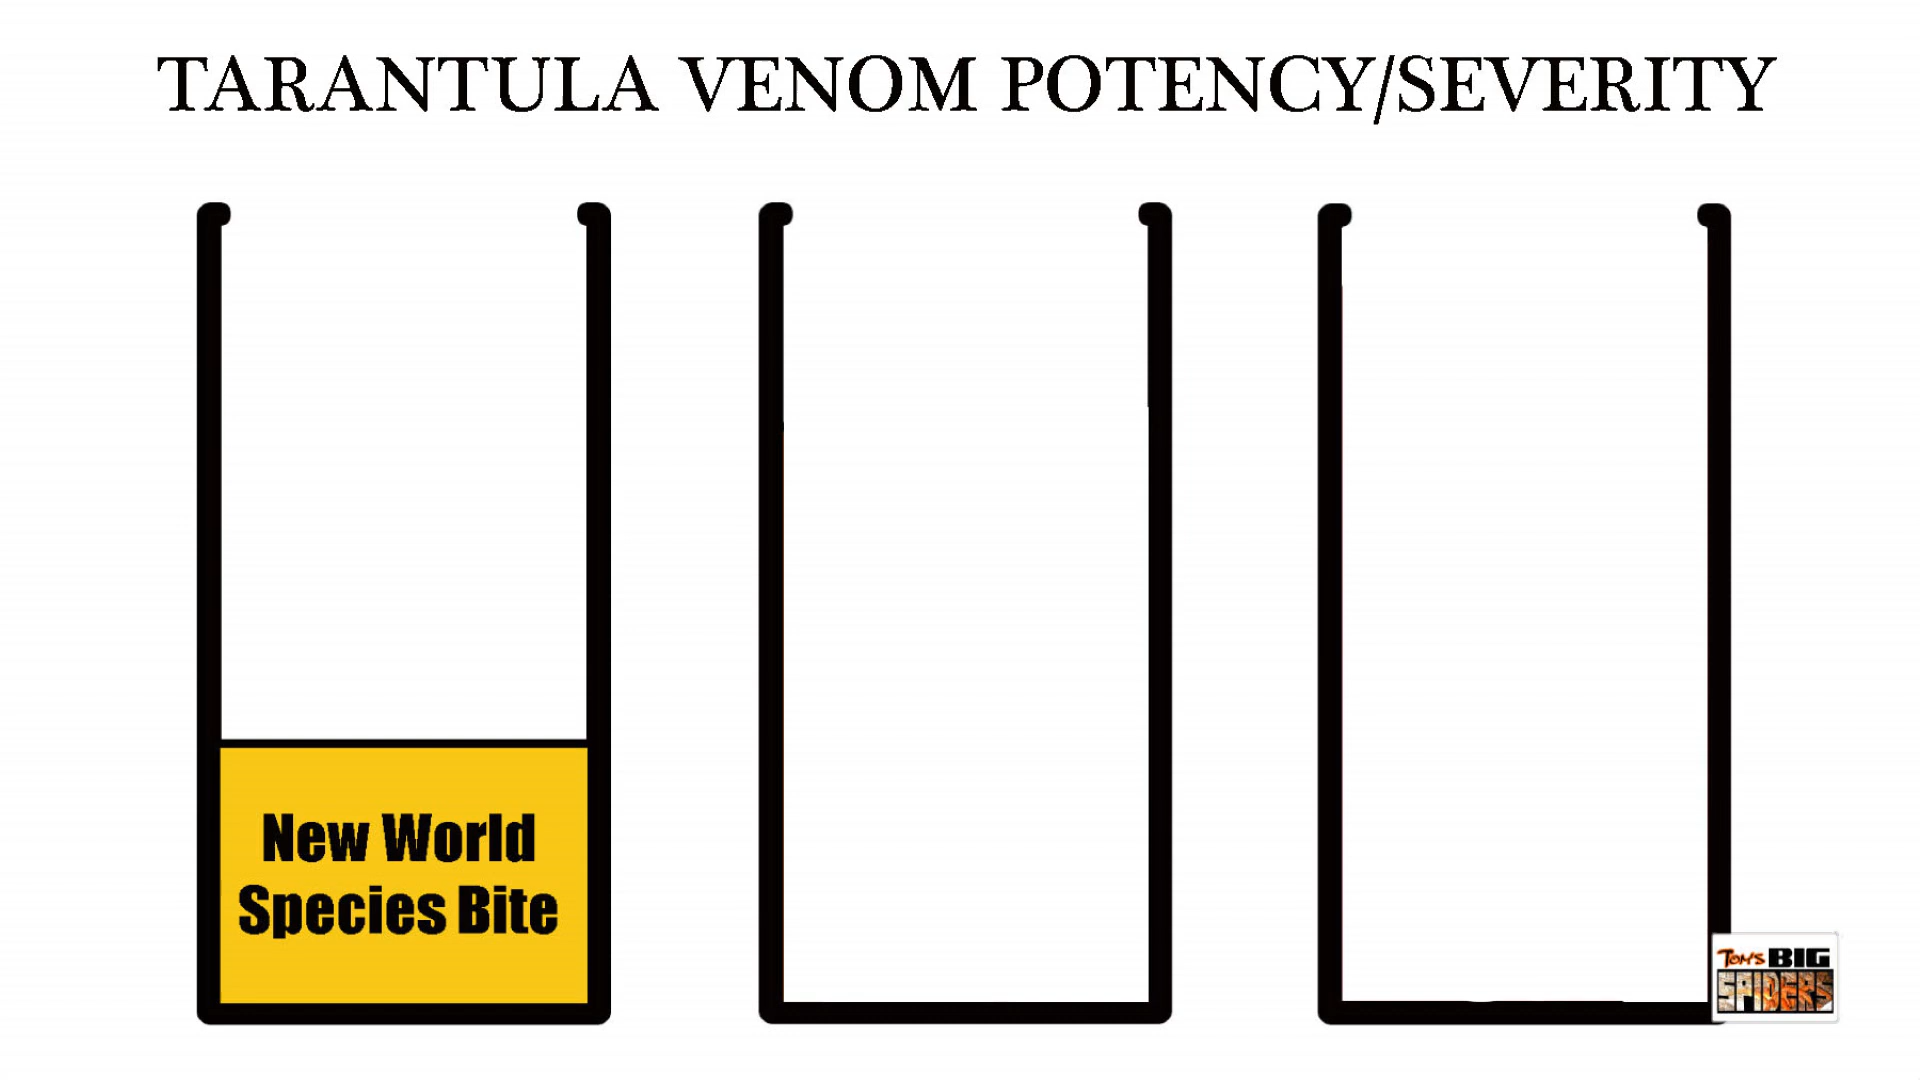 TARANTULA VENOM POTENCY/SEVERITY
New World
Species Bite
TOM'S BIG
SPIDERS